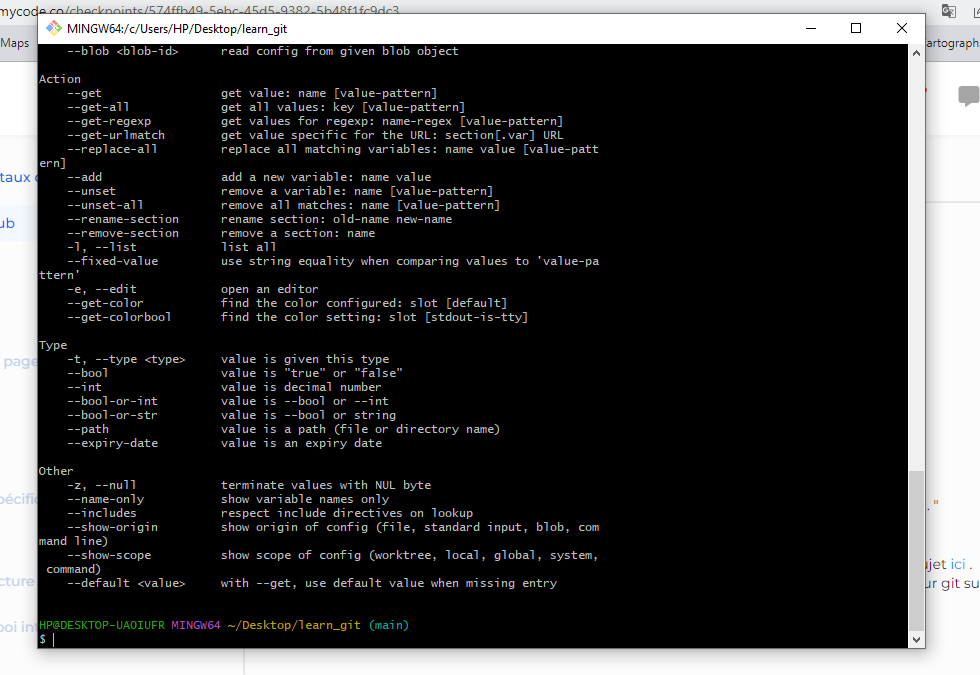 mycode.co/checkpoints/574ffb49-5ebc-45d5-9382-5b48f1fc9dc3
MINGW64:/c/Users/HP/Desktop/learn_git
Maps
artograph
--blob <blob-id> read config from given blob object
Action
--get get value: name [value-pattern]
--get-all get all values: key [value-pattern]
--get-regexp get values for regexp: name-regex [value-pattern]
--get-urlmatch get value specific for the URL: section[.var] URL
--replace-all replace all matching variables: name value [value-patt
ern]
taux
--add add a new variable: name value
--unset remove a variable: name [value-pattern]
--unset-all remove all matches: name [value-pattern]
--rename-section rename section: old-name new-name
ub
--remove-section remove a section: name
-l, --list list all
--fixed-value use string equality when comparing values to 'value-pa
ttern'
-e, --edit open an editor
--get-color find the color configured: slot [default]
--get-colorbool find the color setting: slot [stdout-is-tty]
Type
-t, --type <type> value is given this type
page
--bool value is "true" or "false"
--int value is decimal number
--bool-or-int value is --bool or --int
--bool-or-str value is --bool or string
--path value is a path (file or directory name)
--expiry-date value is an expiry date
Other
-z, --null terminate values with NUL byte
pécifi
--name-only show variable names only
." 
--includes respect include directives on lookup
--show-origin show origin of config (file, standard input, blob, com
mand line)
--show-scope show scope of config (worktree, local, global, system,
command)
jet ici .
cture
--default <value> with --get, use default value when missing entry
ur git su
HP@DESKTOP-UAOIUFR MINGW64 ~/Desktop/learn_git (main)
poi in
$